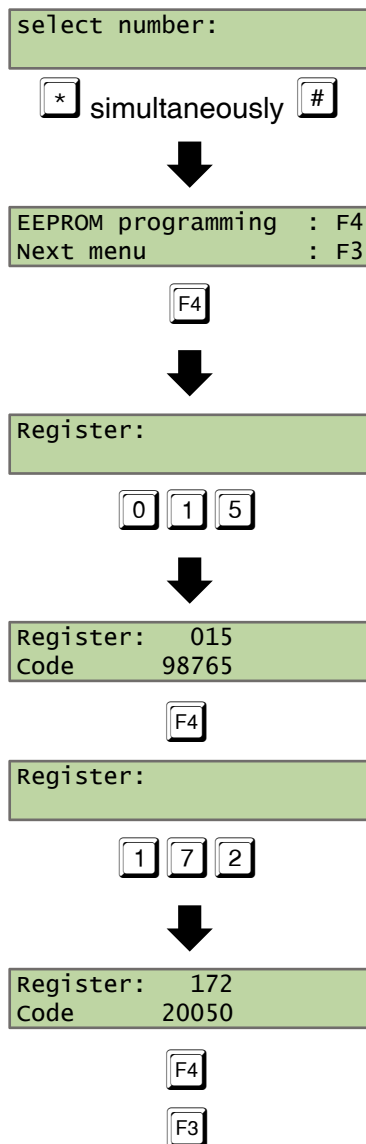 select number:
* simultaneously #
EEPROM programming : F4
Next menu : F3
F4
Register:
0 1 5
Register: 015
Code 98765
F4
Register:
1 7 2
Register: 172
Code 20050
F4
F3